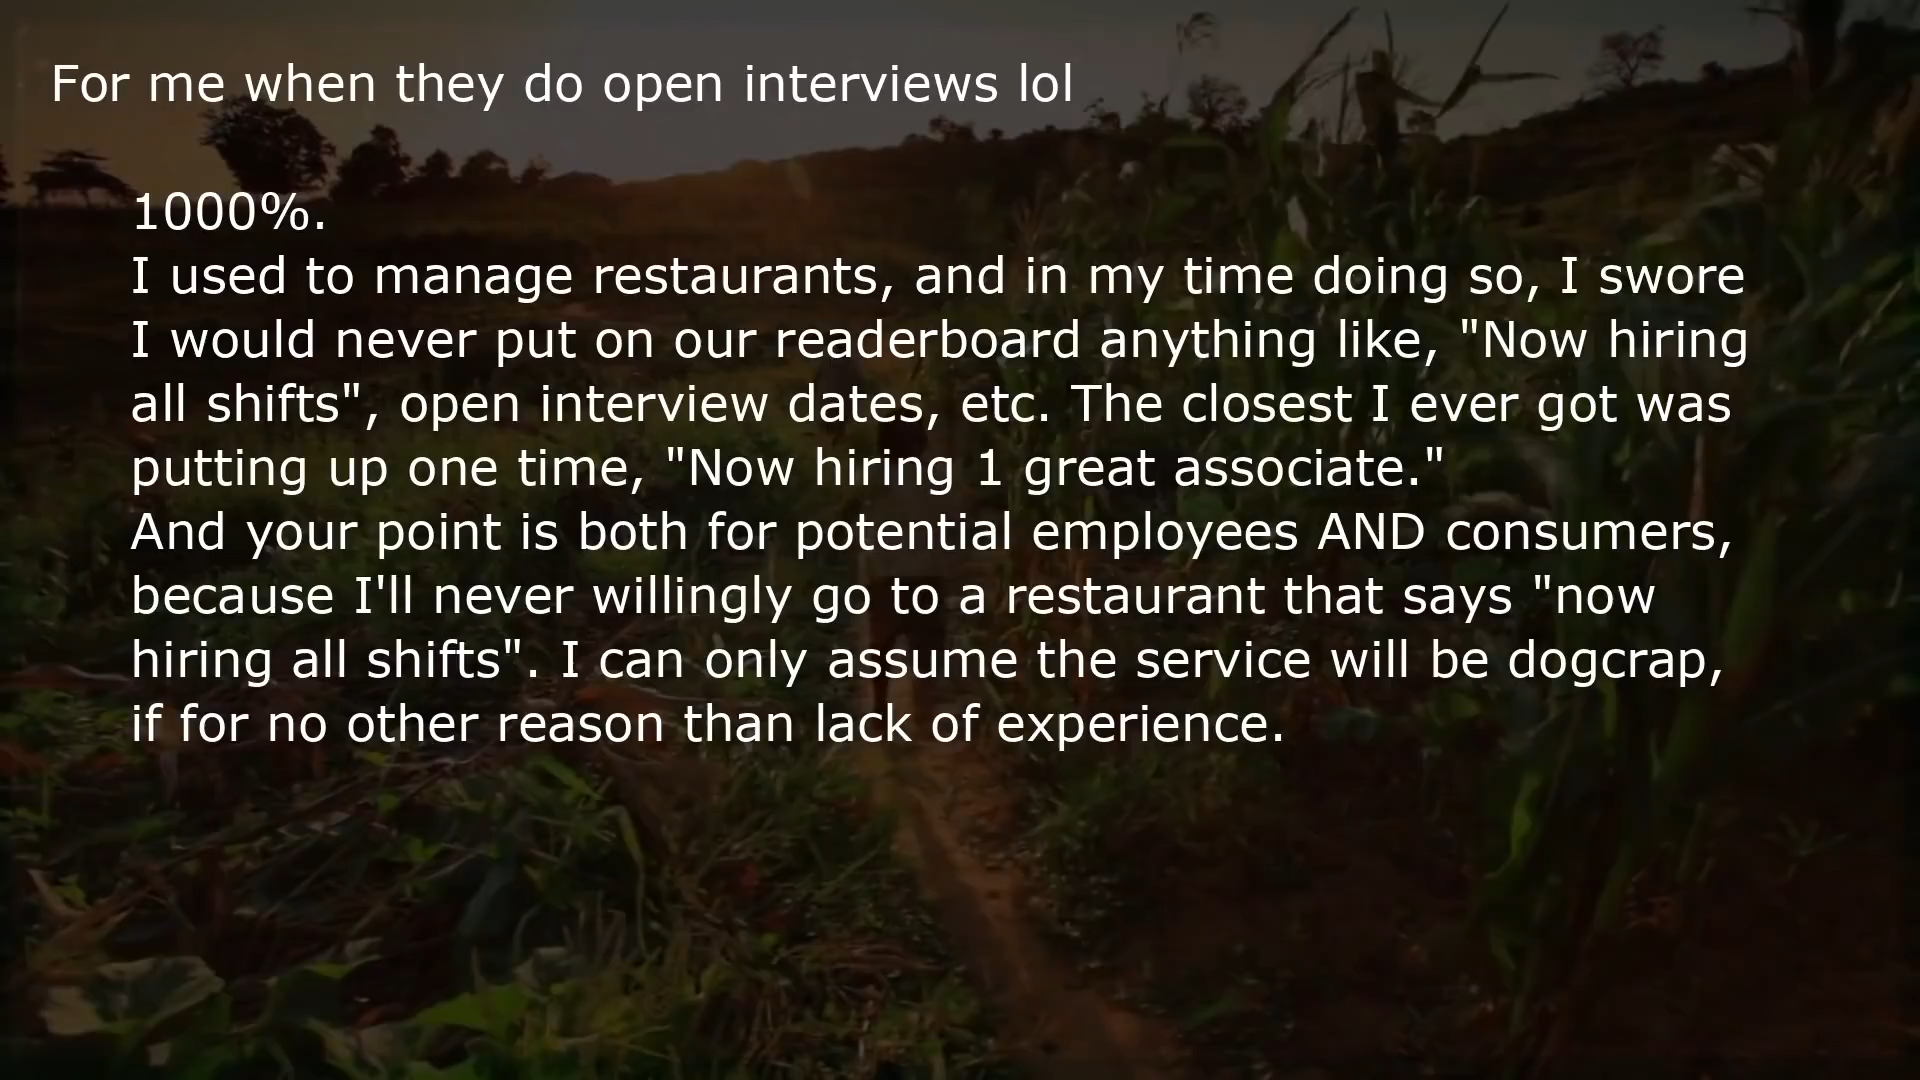 For me when they do open interviews lol
1000%.
I used to manage restaurants, and in my time doing so, I swore
I would never put on our readerboard anything like, "Now hiring
all shifts", open interview dates, etc. The closest I ever got was
putting up one time, "Now hiring 1 great associate."
And your point is both for potential employees AND consumers,
because I'll never willingly go to a restaurant that says "now
hiring all shifts". I can only assume the service will be dogcrap,
if for no other reason than lack of experience.